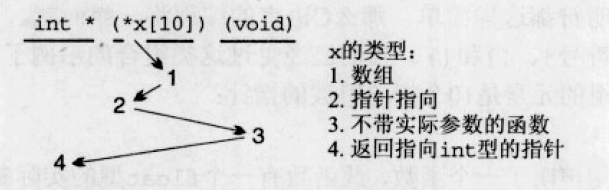 int * (*x[10]) (void)
x的类型:
1. 数组
2. 指针指向
3. 不带实际参数的函数
4. 返回指向int型的指针
1
2
3
4